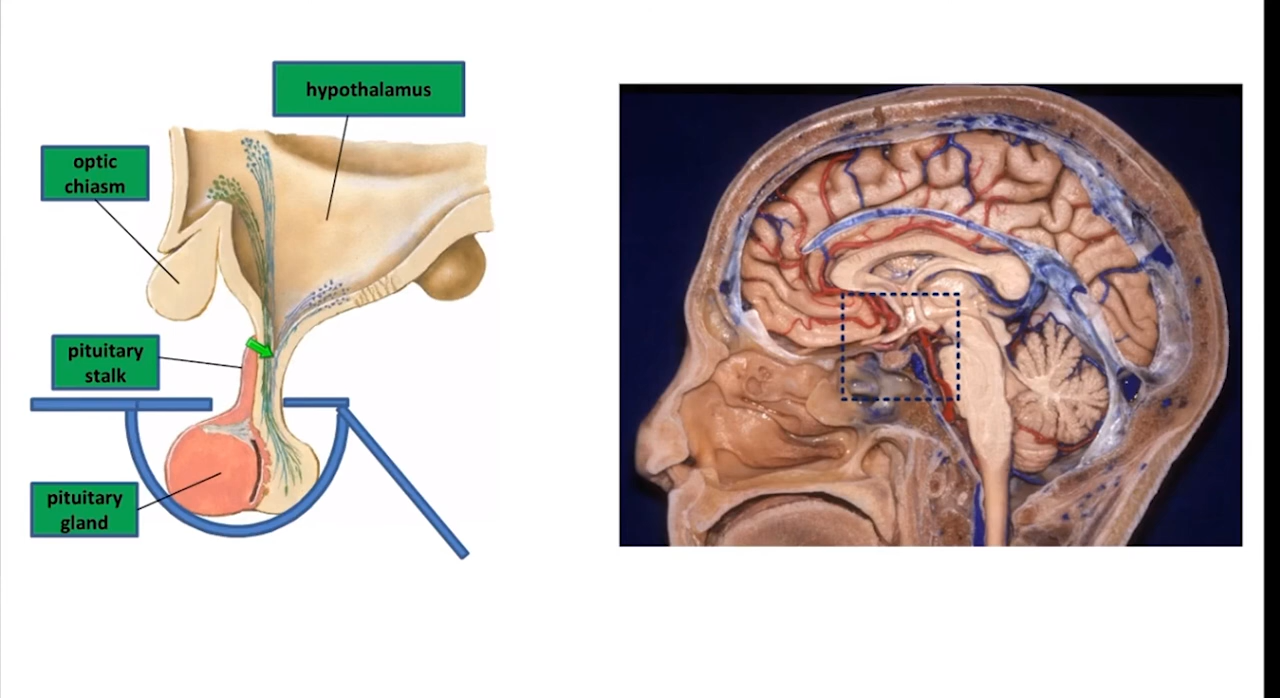 hypothalamus
optic
chiasm
pituitary
stalk
pituitary
gland